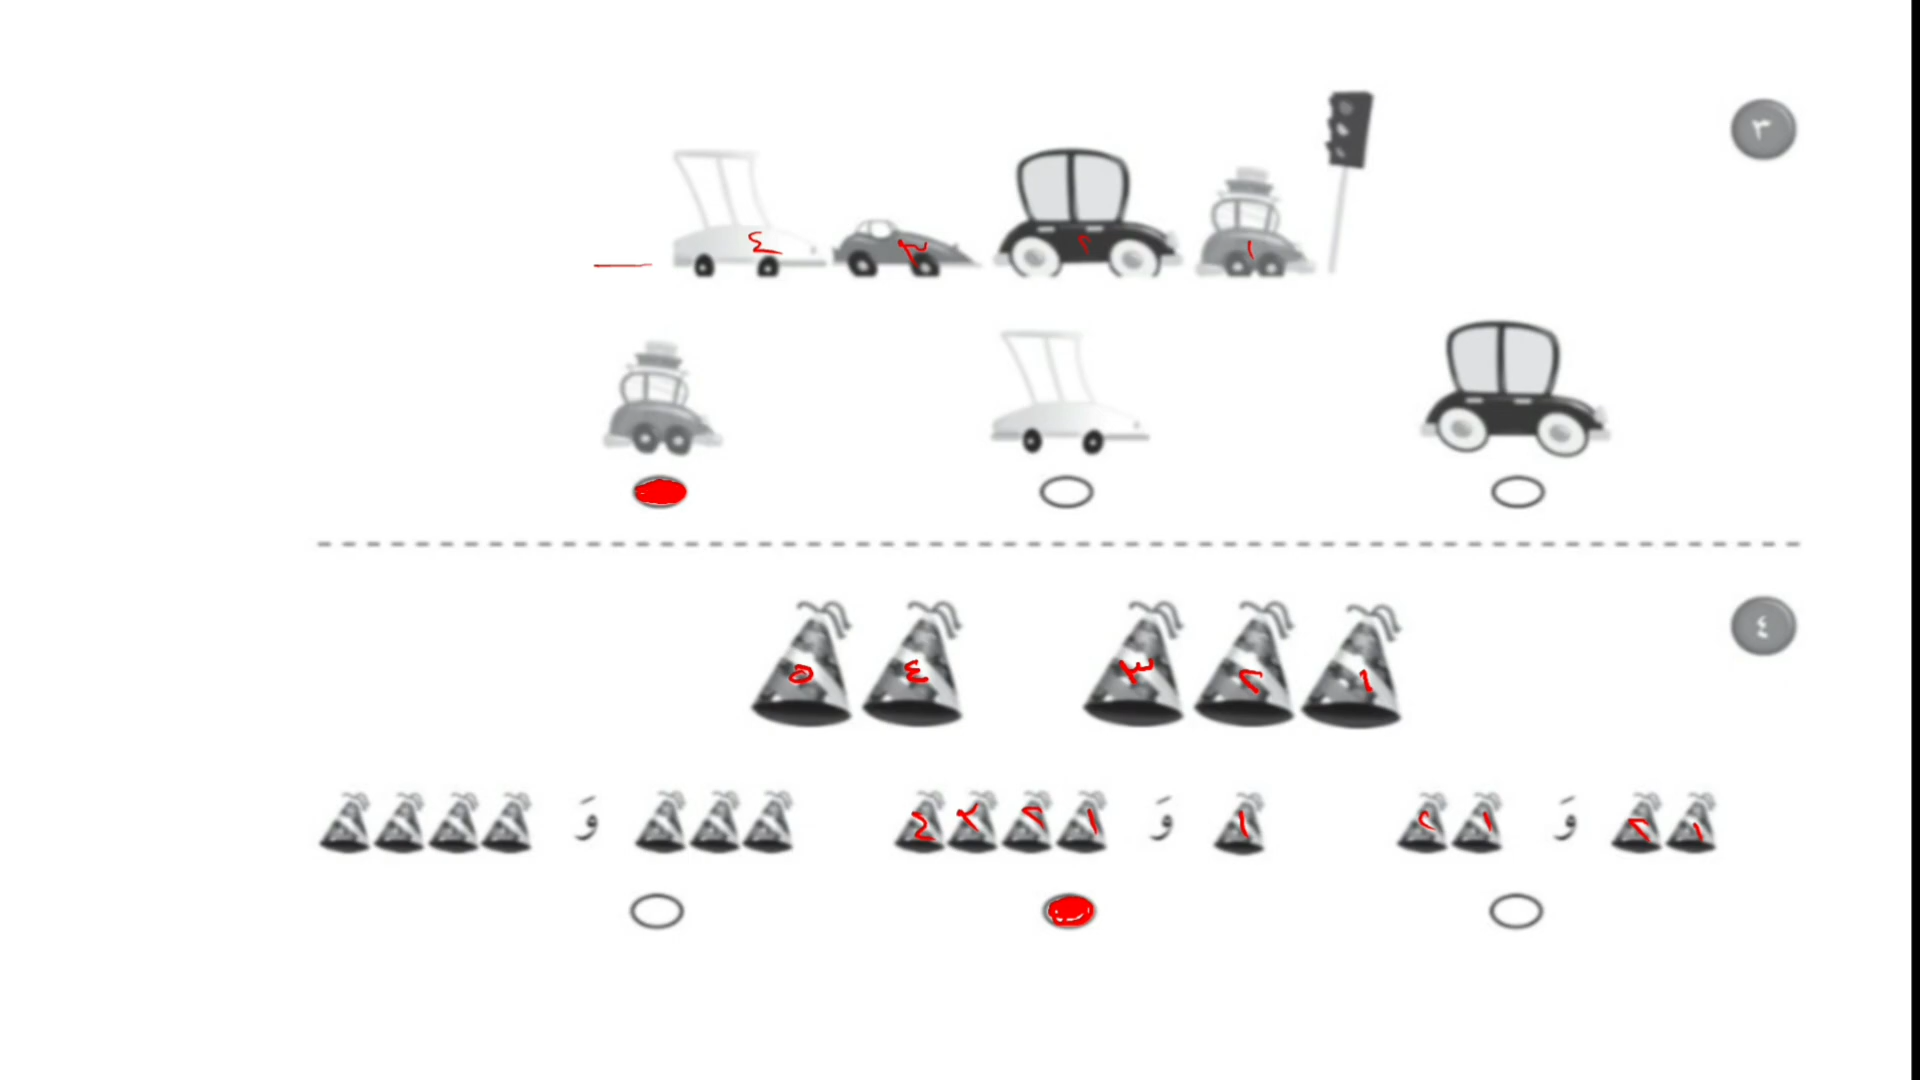 ٣
١ ٢ ٣ ٤
٤
١ ٢ ٣ ٤ ٥
١ ٢ وَ ١ ٢
١ وَ ١ ٢ ٣ ٤
وَ